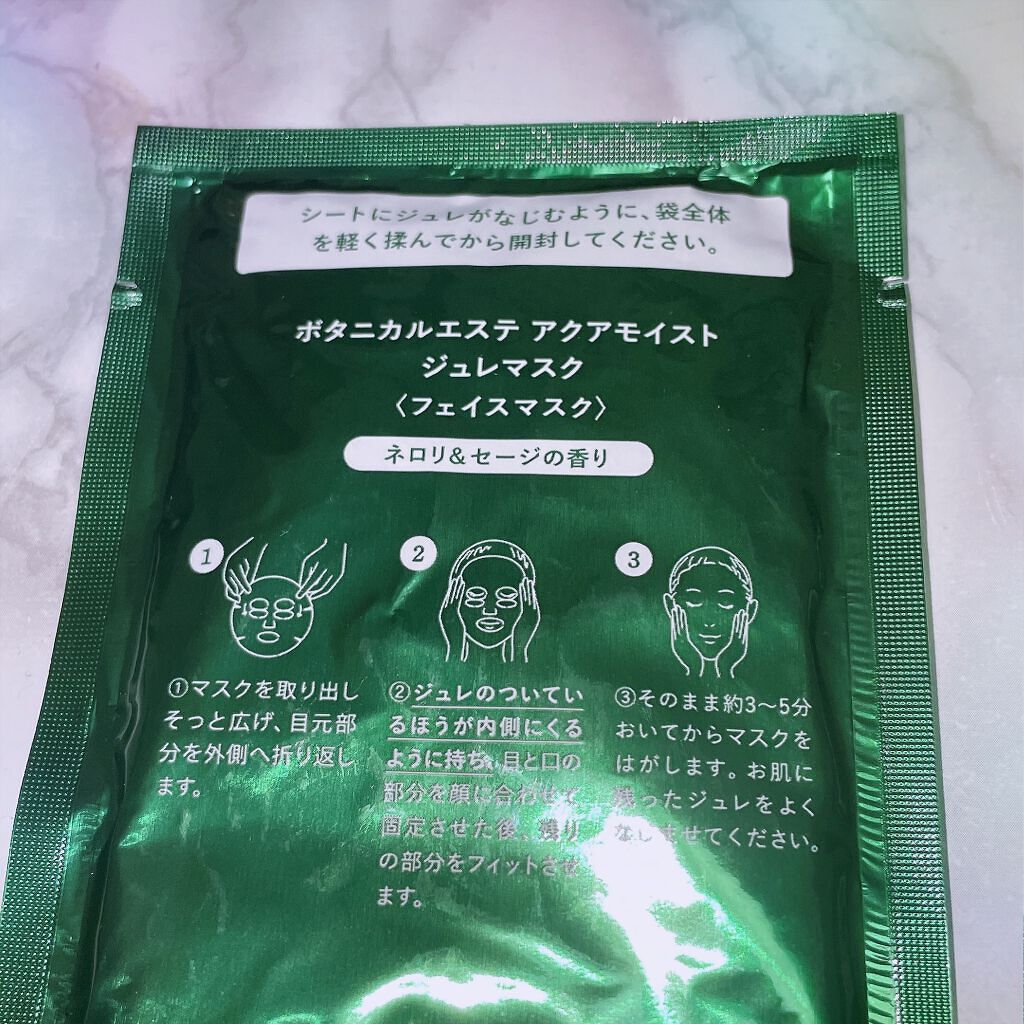 シートにジュレがなじむように、袋全体
を軽く揉んでから開封してください。
ボタニカルエステ アクアモイスト
ジュレマスク
〈フェイスマスク〉
ネロリ&セージの香り
1
2
3
①マスクを取り出し
そっと広げ、目元部
分を外側へ折り返し
ます。
②ジュレのついてい
るほうが内側にくる
ように持ち、目と口の
部分を顔に合わせて
固定させた後、残り
の部分をフィットさせ
ます。
③そのまま約3〜5分
おいてからマスクを
はがします。お肌に
残ったジュレをよく
なじませてください。